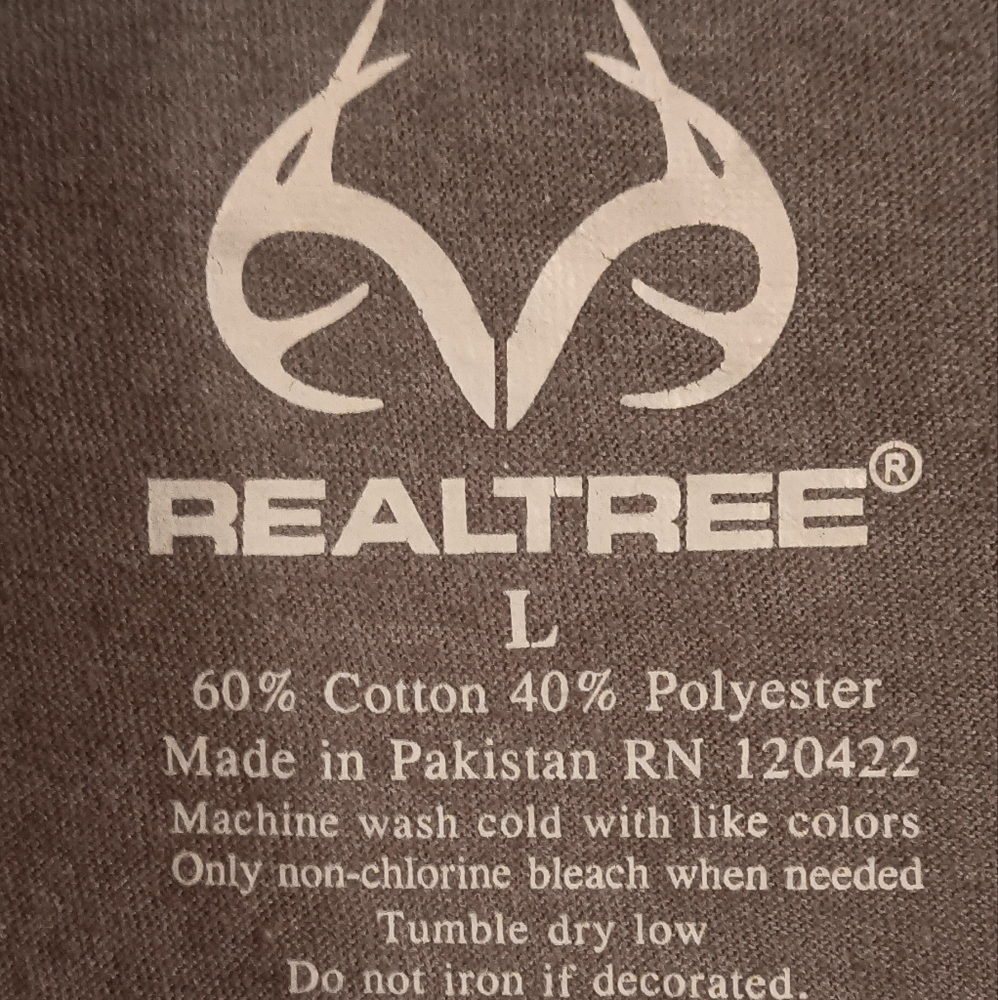 REALTREE®
L
60% Cotton 40% Polyester
Made in Pakistan RN 120422
Machine wash cold with like colors
Only non-chlorine bleach when needed
Tumble dry low
Do not iron if decorated.